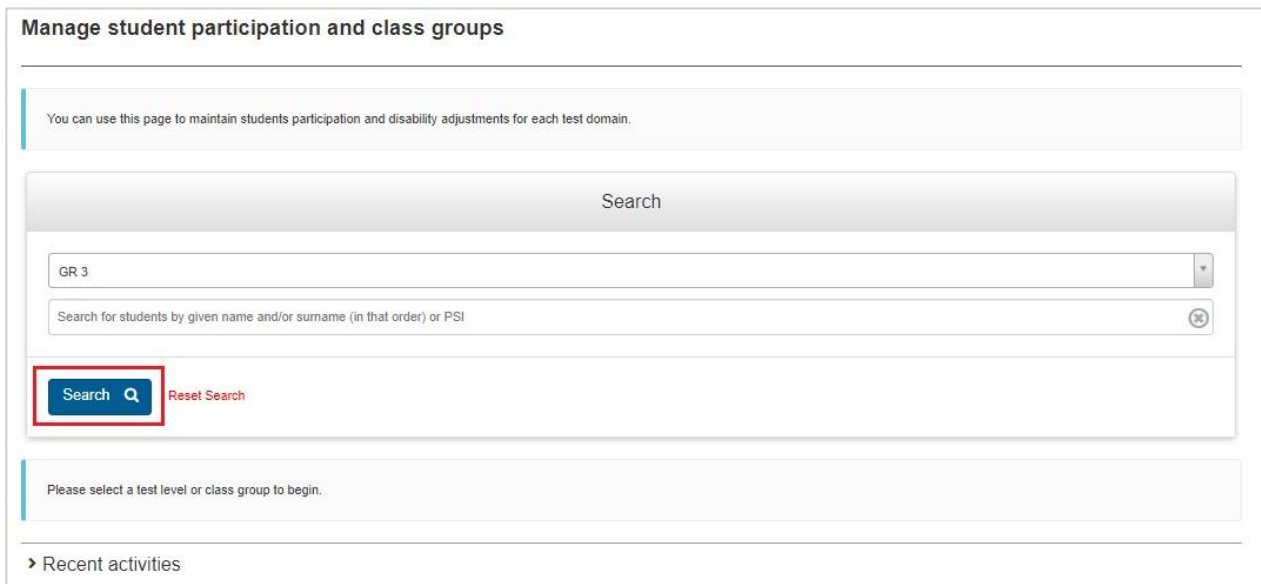 Manage student participation and class groups
You can use this page to maintain students participation and disability adjustments for each test domain.
Search
GR 3
Search for students by given name and/or surname (in that order) or PSI
Search Reset Search
Please select a test level or class group to begin.
Recent activities